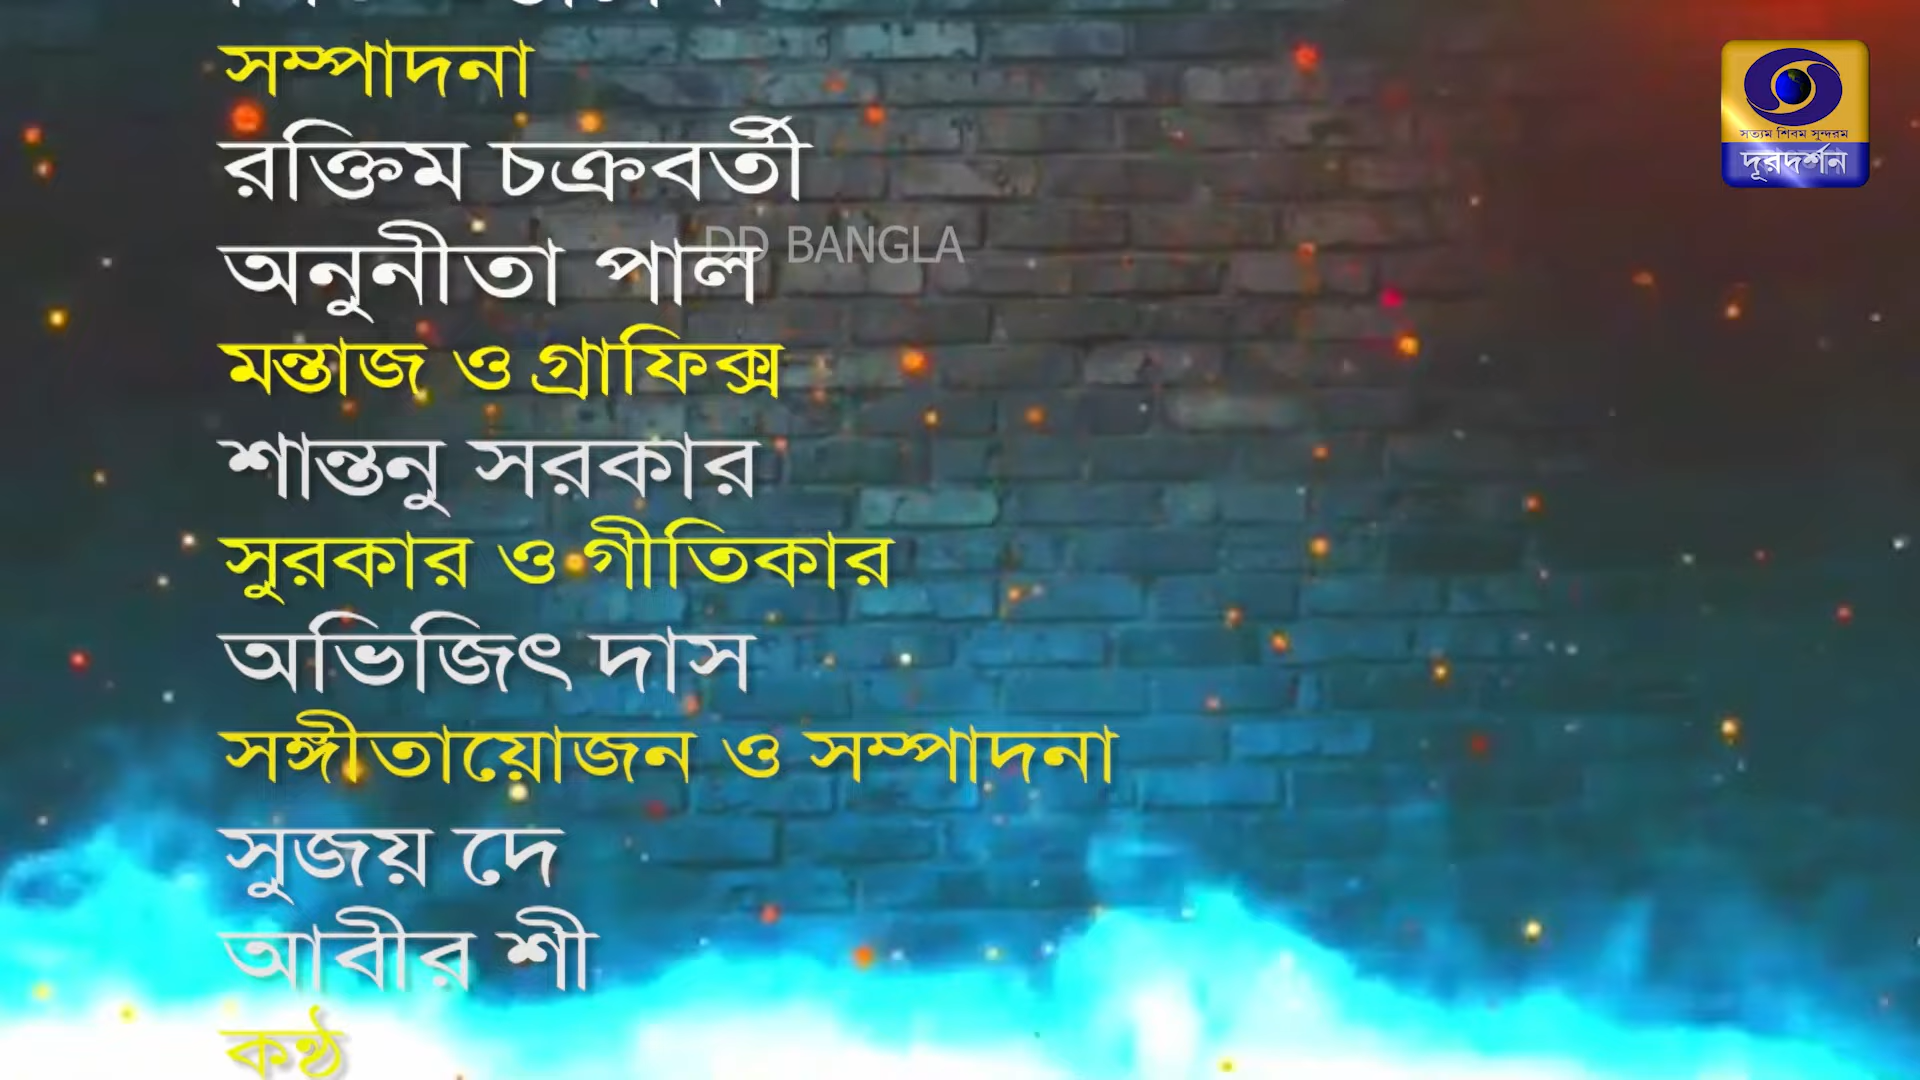 সম্পাদনা
রক্তিম চক্রবর্তী
অনুনীতা পাল
DD BANGLA
মন্তাজ ও গ্রাফিক্স
শান্তনু সরকার
সুরকার ও গীতিকার
অভিজিৎ দাস
সঙ্গীতায়োজন ও সম্পাদনা
সুজয় দে
আবীর শী
কন্ঠ
সত্যম শিবম সুন্দরম
দূরদর্শন